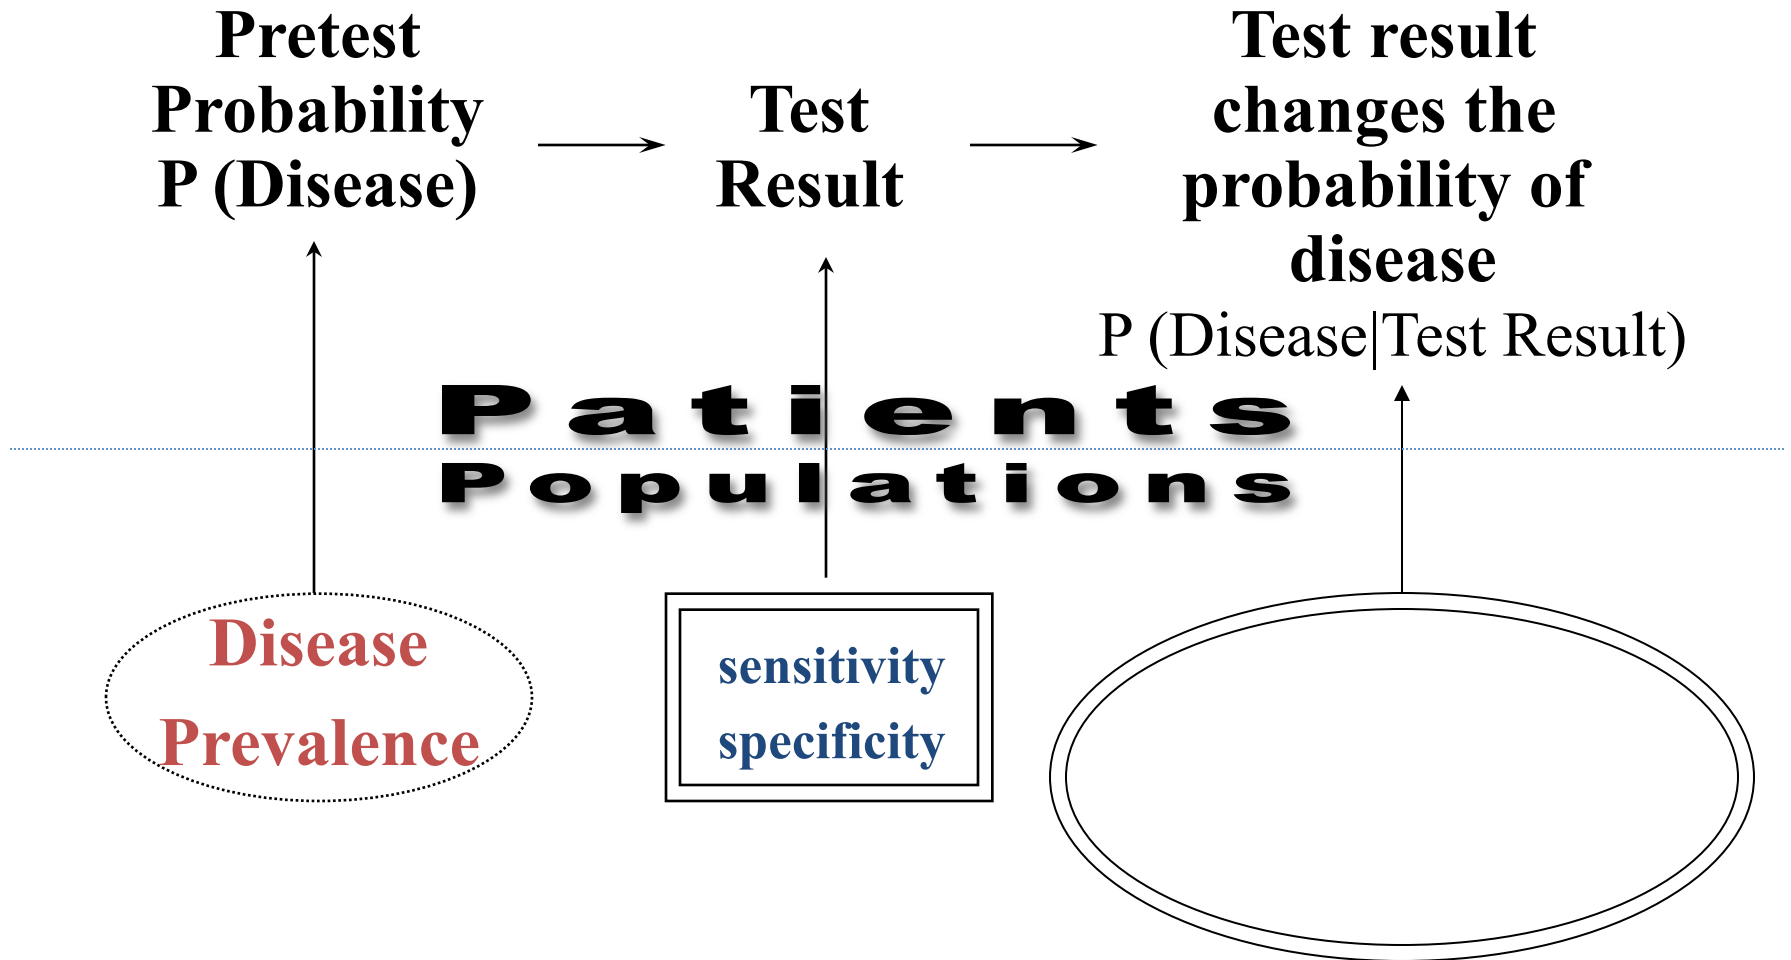 Pretest
Probability
P (Disease)
Test
Result
Test result
changes the
probability of
disease
P (Disease|Test Result)
Patients
Populations
Disease
Prevalence
sensitivity
specificity